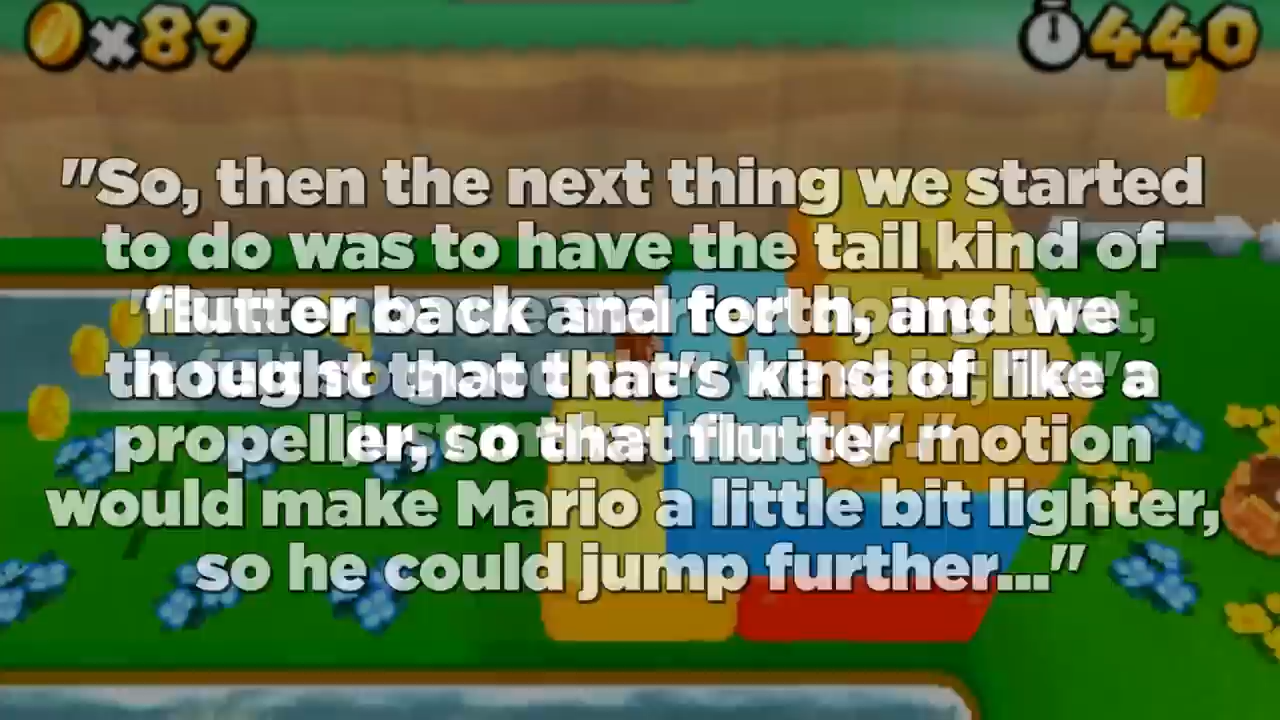 ×89
440
"So, then the next thing we started
to do was to have the tail kind of
flutter back and forth, and we
thought that that's kind of like a
propeller, so that flutter motion
would make Mario a little bit lighter,
so he could jump further..."